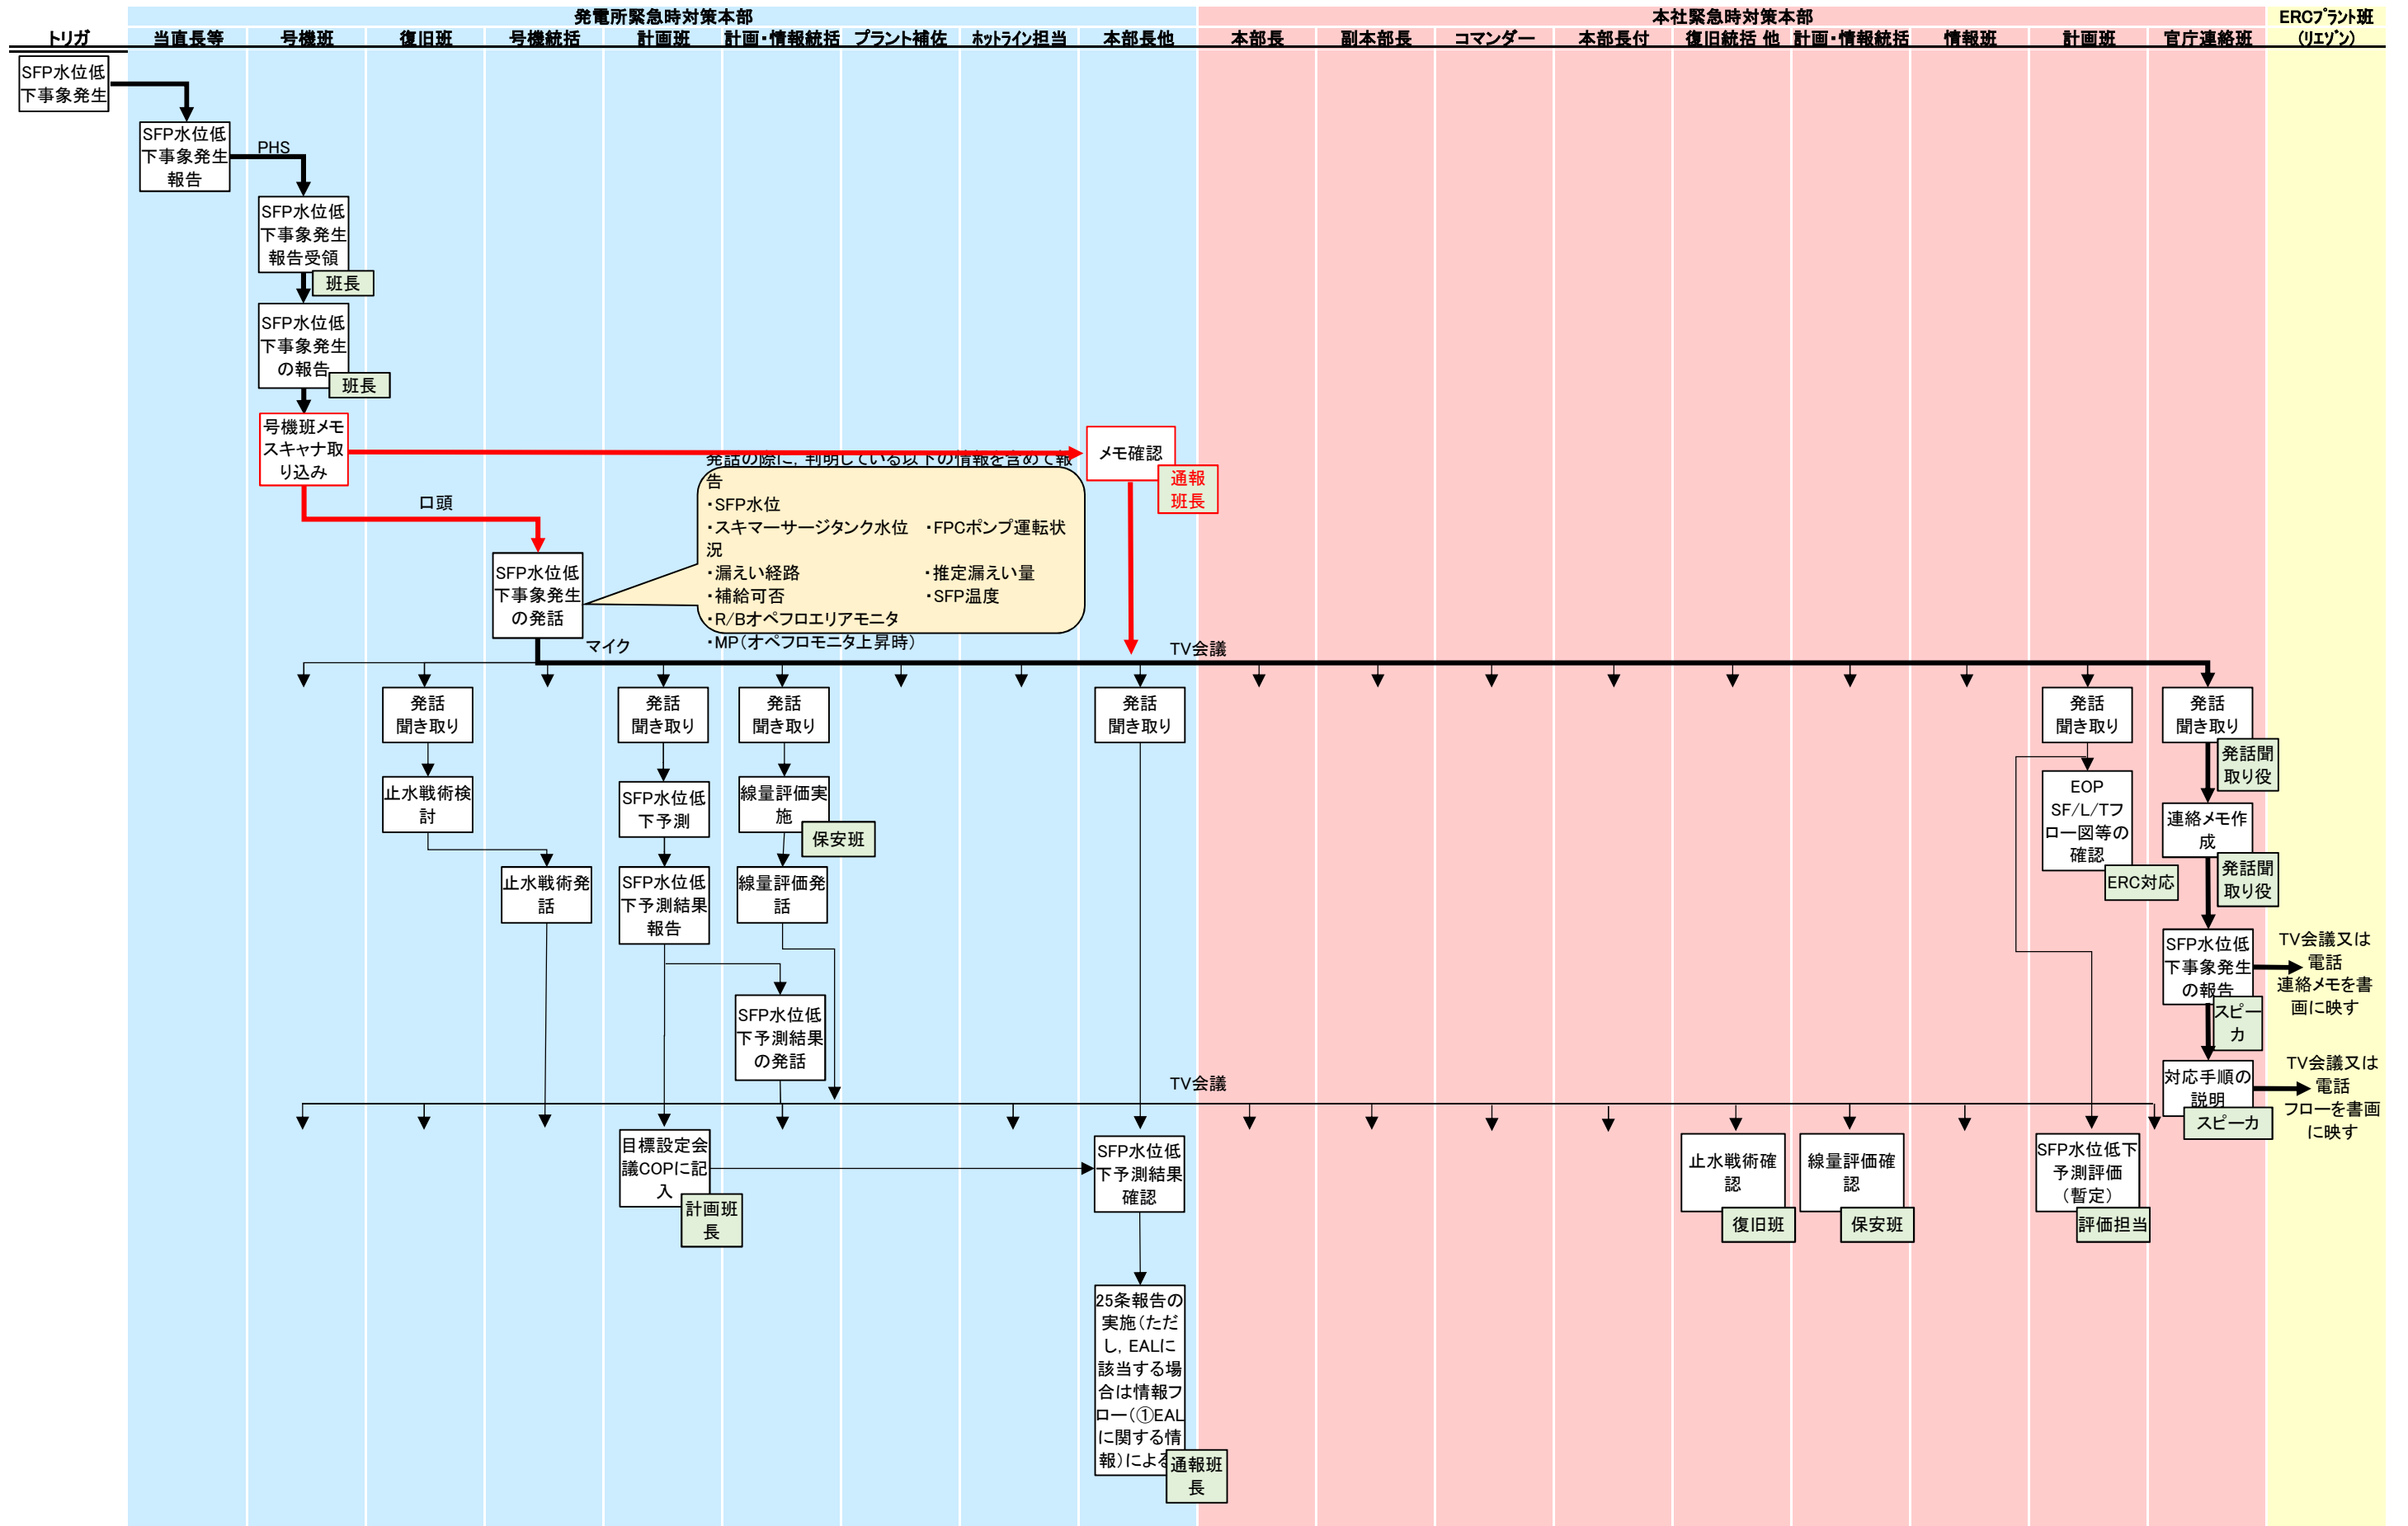 発電所緊急時対策本部
本社緊急時対策本部
ERCプラント班
(リエゾン)
トリガ
当直長等
号機班
復旧班
号機統括
計画班
計画・情報統括
プラント補佐
ホットライン担当
本部長他
本部長
副本部長
コマンダー
本部長付
復旧統括 他
計画・情報統括
情報班
計画班
官庁連絡班
SFP水位低
下事象発生
SFP水位低
下事象発生
報告
PHS
SFP水位低
下事象発生
報告受領
班長
SFP水位低
下事象発生
の報告
班長
号機班メモ
スキャナ取
り込み
メモ確認
通報
班長
口頭
発話の際に，判明している以下の情報を含めて報
告
・SFP水位
・スキマーサージタンク水位　・FPCポンプ運転状
況
・漏えい経路　・推定漏えい量
・補給可否　・SFP温度
・R/Bオペフロエリアモニタ
・MP（オペフロモニタ上昇時）
SFP水位低
下事象発生
の発話
マイク
TV会議
発話
聞き取り
発話
聞き取り
発話
聞き取り
発話
聞き取り
発話
聞き取り
発話
聞き取り
発話聞
取り役
止水戦術検
討
SFP水位低
下予測
線量評価実
施
保安班
EOP
SF/L/Tフ
ロー図等の
確認
ERC対応
連絡メモ作
成
発話聞
取り役
止水戦術発
話
SFP水位低
下予測結果
報告
線量評価発
話
SFP水位低
下事象発生
の報告
スピー
カ
TV会議又は
電話
連絡メモを書
画に映す
SFP水位低
下予測結果
の発話
TV会議
対応手順の
説明
スピーカ
TV会議又は
電話
フローを書画
に映す
目標設定会
議COPに記
入
計画班
長
SFP水位低
下予測結果
確認
止水戦術確
認
復旧班
線量評価確
認
保安班
SFP水位低下
予測評価
（暫定）
評価担当
25条報告の
実施（ただ
し，EALに
該当する場
合は情報フ
ロー（①EAL
に関する情
報）による
通報班
長